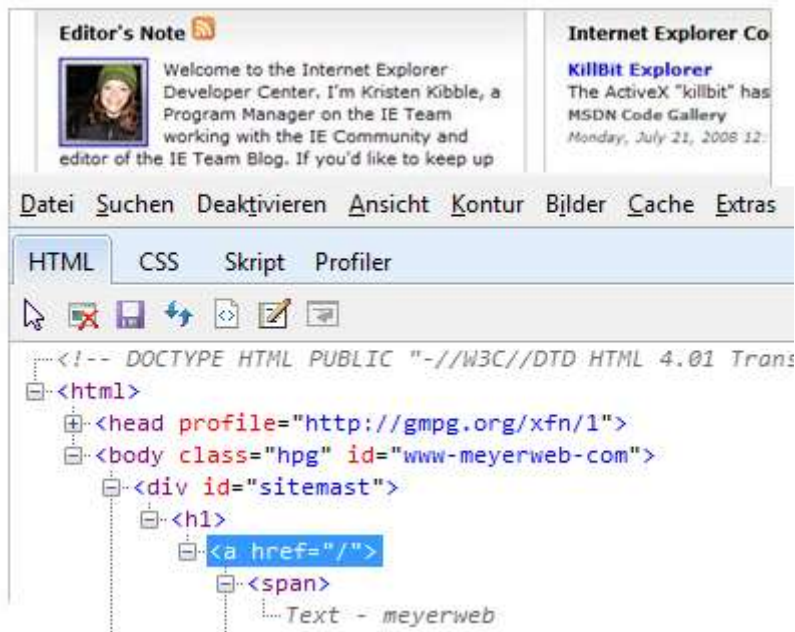 Editor's Note
Welcome to the Internet Explorer
Developer Center. I'm Kristen Kibble, a
Program Manager on the IE Team
working with the IE Community and
editor of the IE Team Blog. If you'd like to keep up
Internet Explorer Co
KillBit Explorer
The ActiveX "killbit" has
MSDN Code Gallery
Monday, July 21, 2008 12:
Datei Suchen Deaktivieren Ansicht Kontur Bilder Cache Extras
HTML CSS Skript Profiler
<!-- DOCTYPE HTML PUBLIC "-//W3C//DTD HTML 4.01 Trans
<html>
<head profile="http://gmpg.org/xfn/1">
<body class="hpg" id="www-meyerweb-com">
<div id="sitemast">
<h1>
<a href="/">
<span>
Text - meyerweb